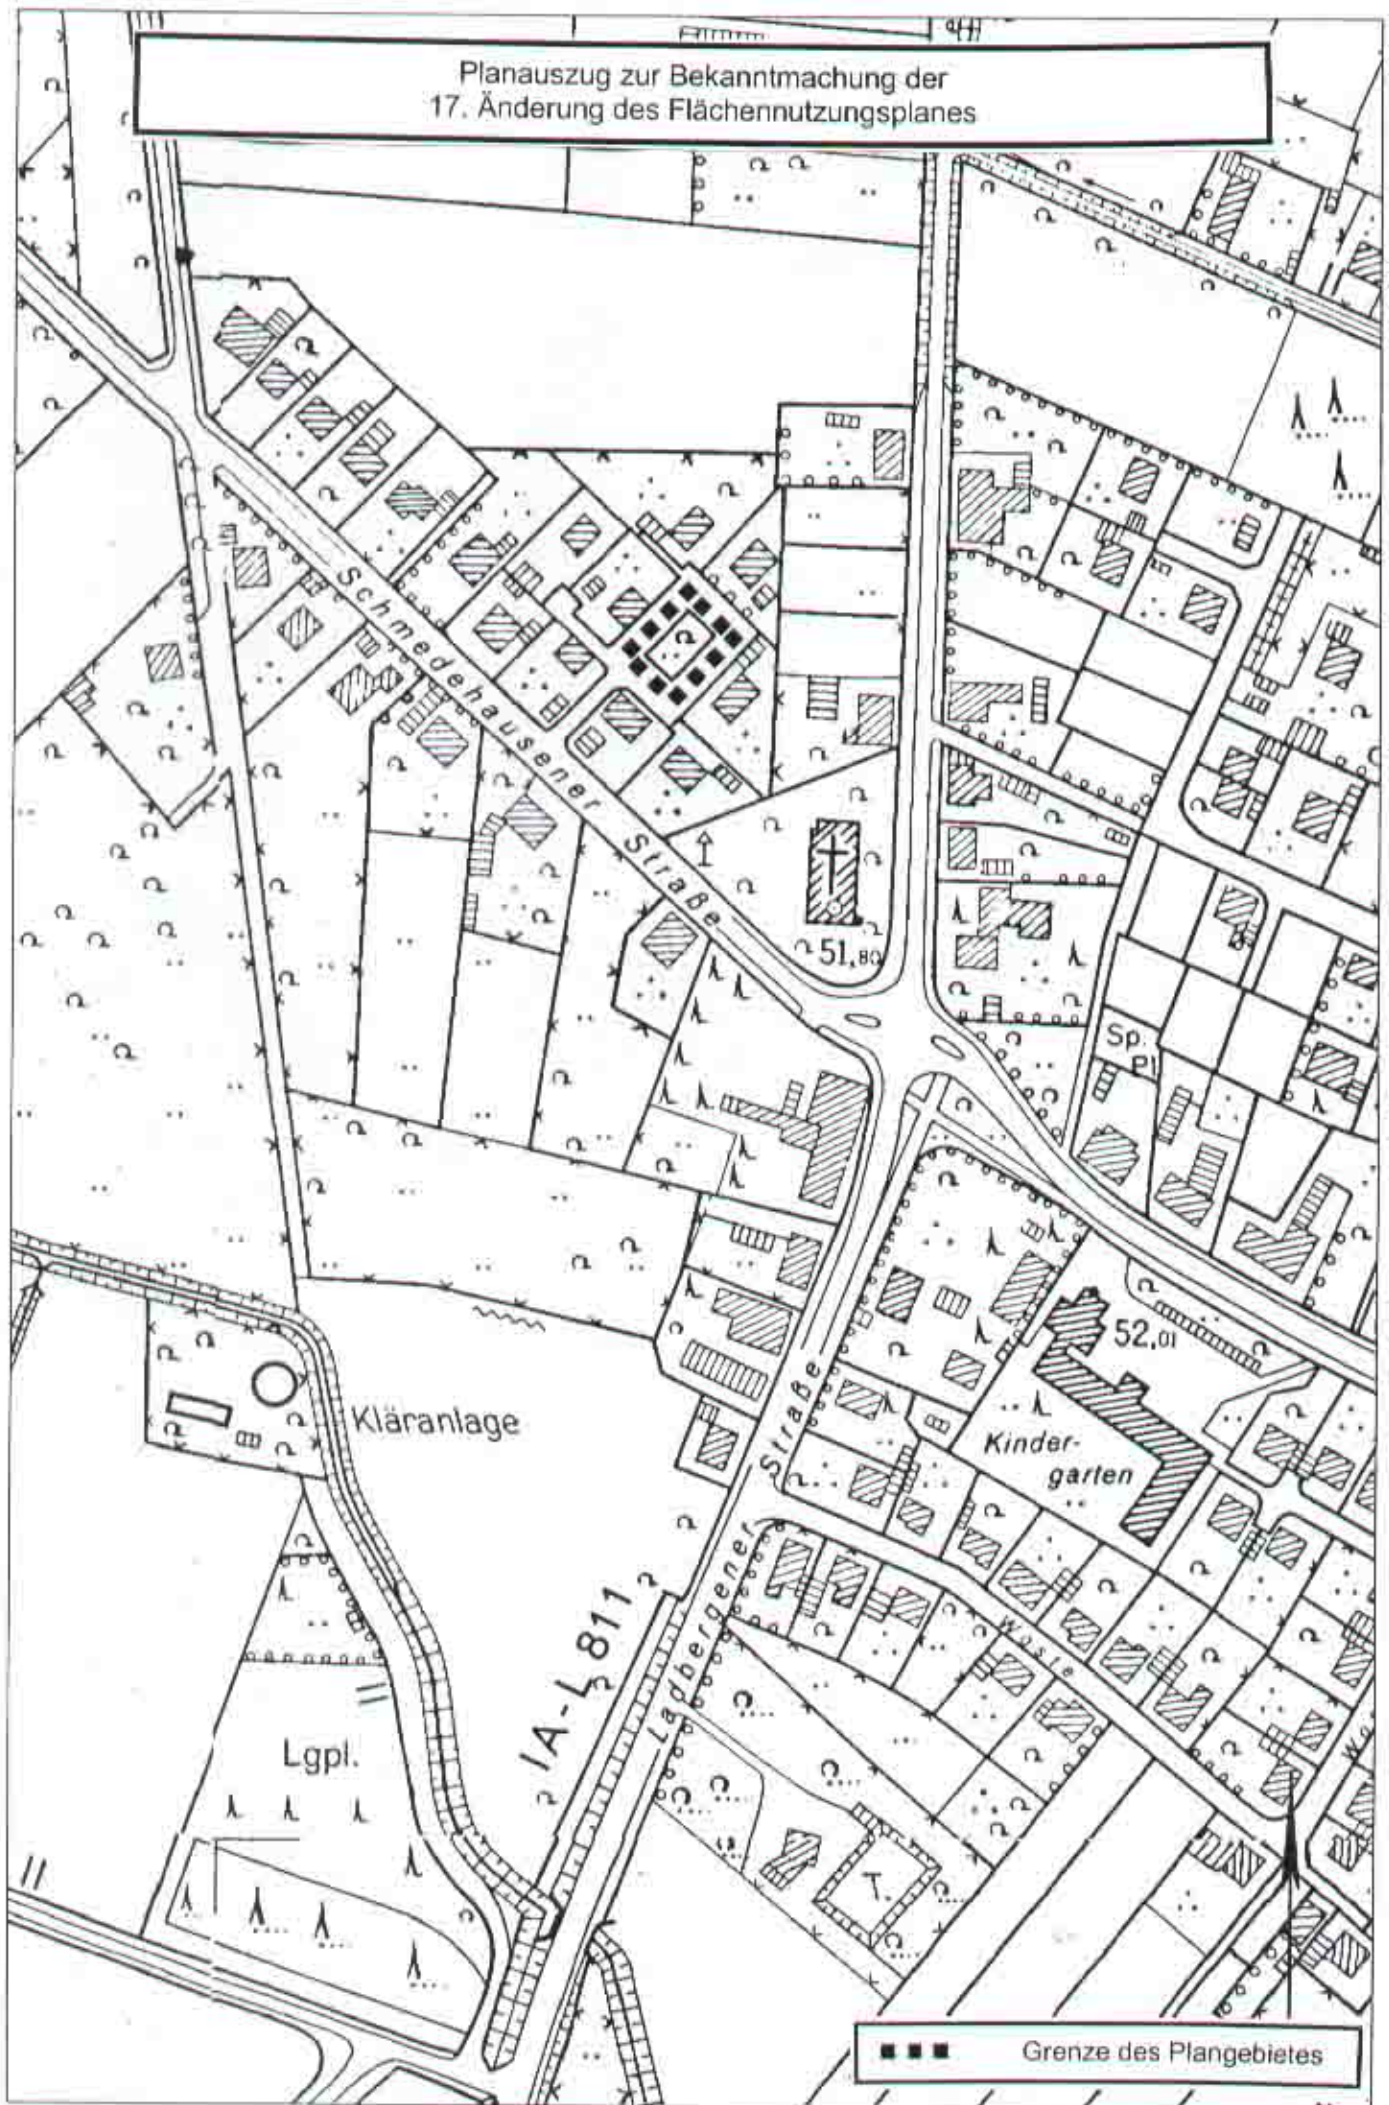 Planauszug zur Bekanntmachung der
17. Änderung des Flächennutzungsplanes
Schmedehausener Straße
51,80
Sp.
Pl
52,01
Kläranlage
Kinder-
garten
Ladbergener Straße
IA-L 811
Woste
Lgpl.
T.
Grenze des Plangebietes